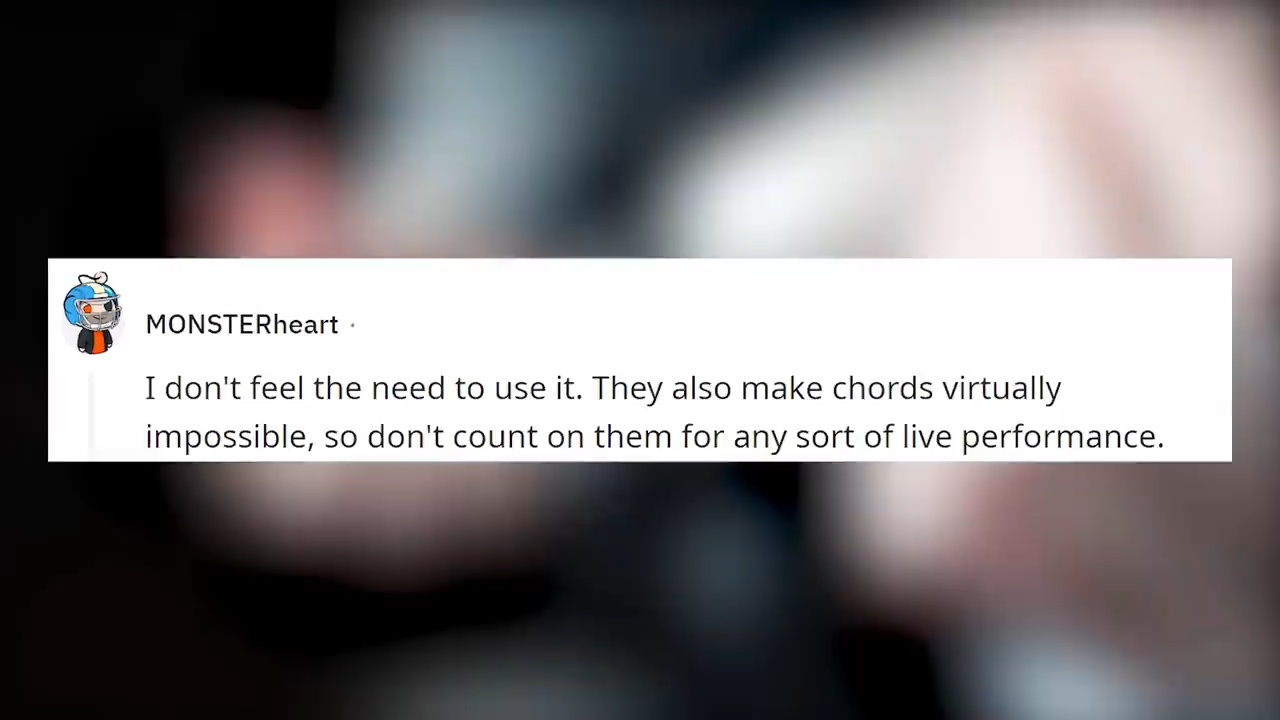 MONSTERheart ·
I don't feel the need to use it. They also make chords virtually
impossible, so don't count on them for any sort of live performance.